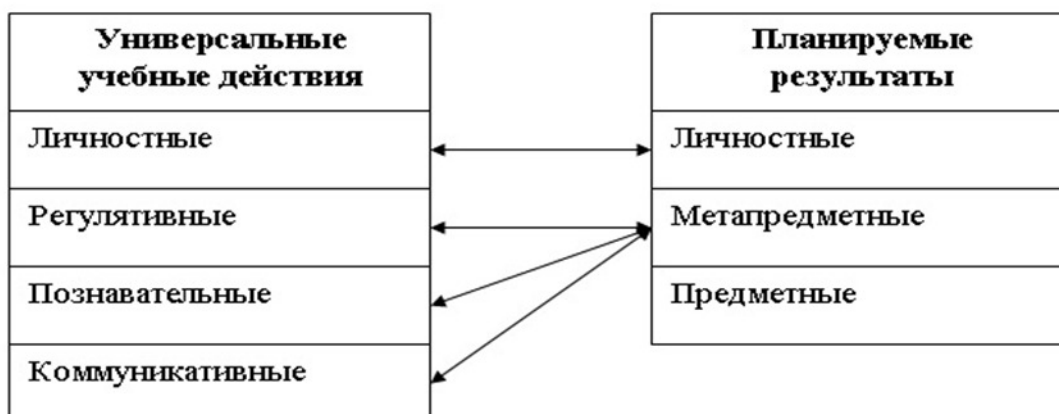 Универсальные
учебные действия
Личностные
Регулятивные
Познавательные
Коммуникативные
Планируемые
результаты
Личностные
Метапредметные
Предметные